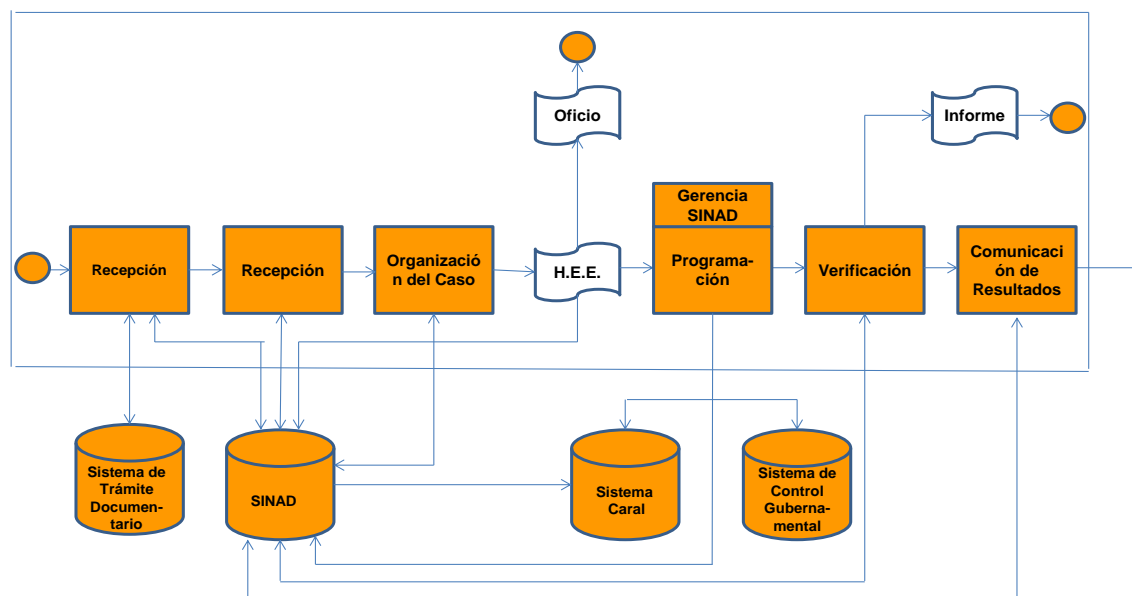 Oficio
Informe
Gerencia
SINAD
Recepción
Recepción
Organizació
n del Caso
H.E.E.
Programa-
ción
Verificación
Comunicaci
ón de
Resultados
Sistema de
Trámite
Documen-
tario
SINAD
Sistema
Caral
Sistema de
Control
Guberna-
mental